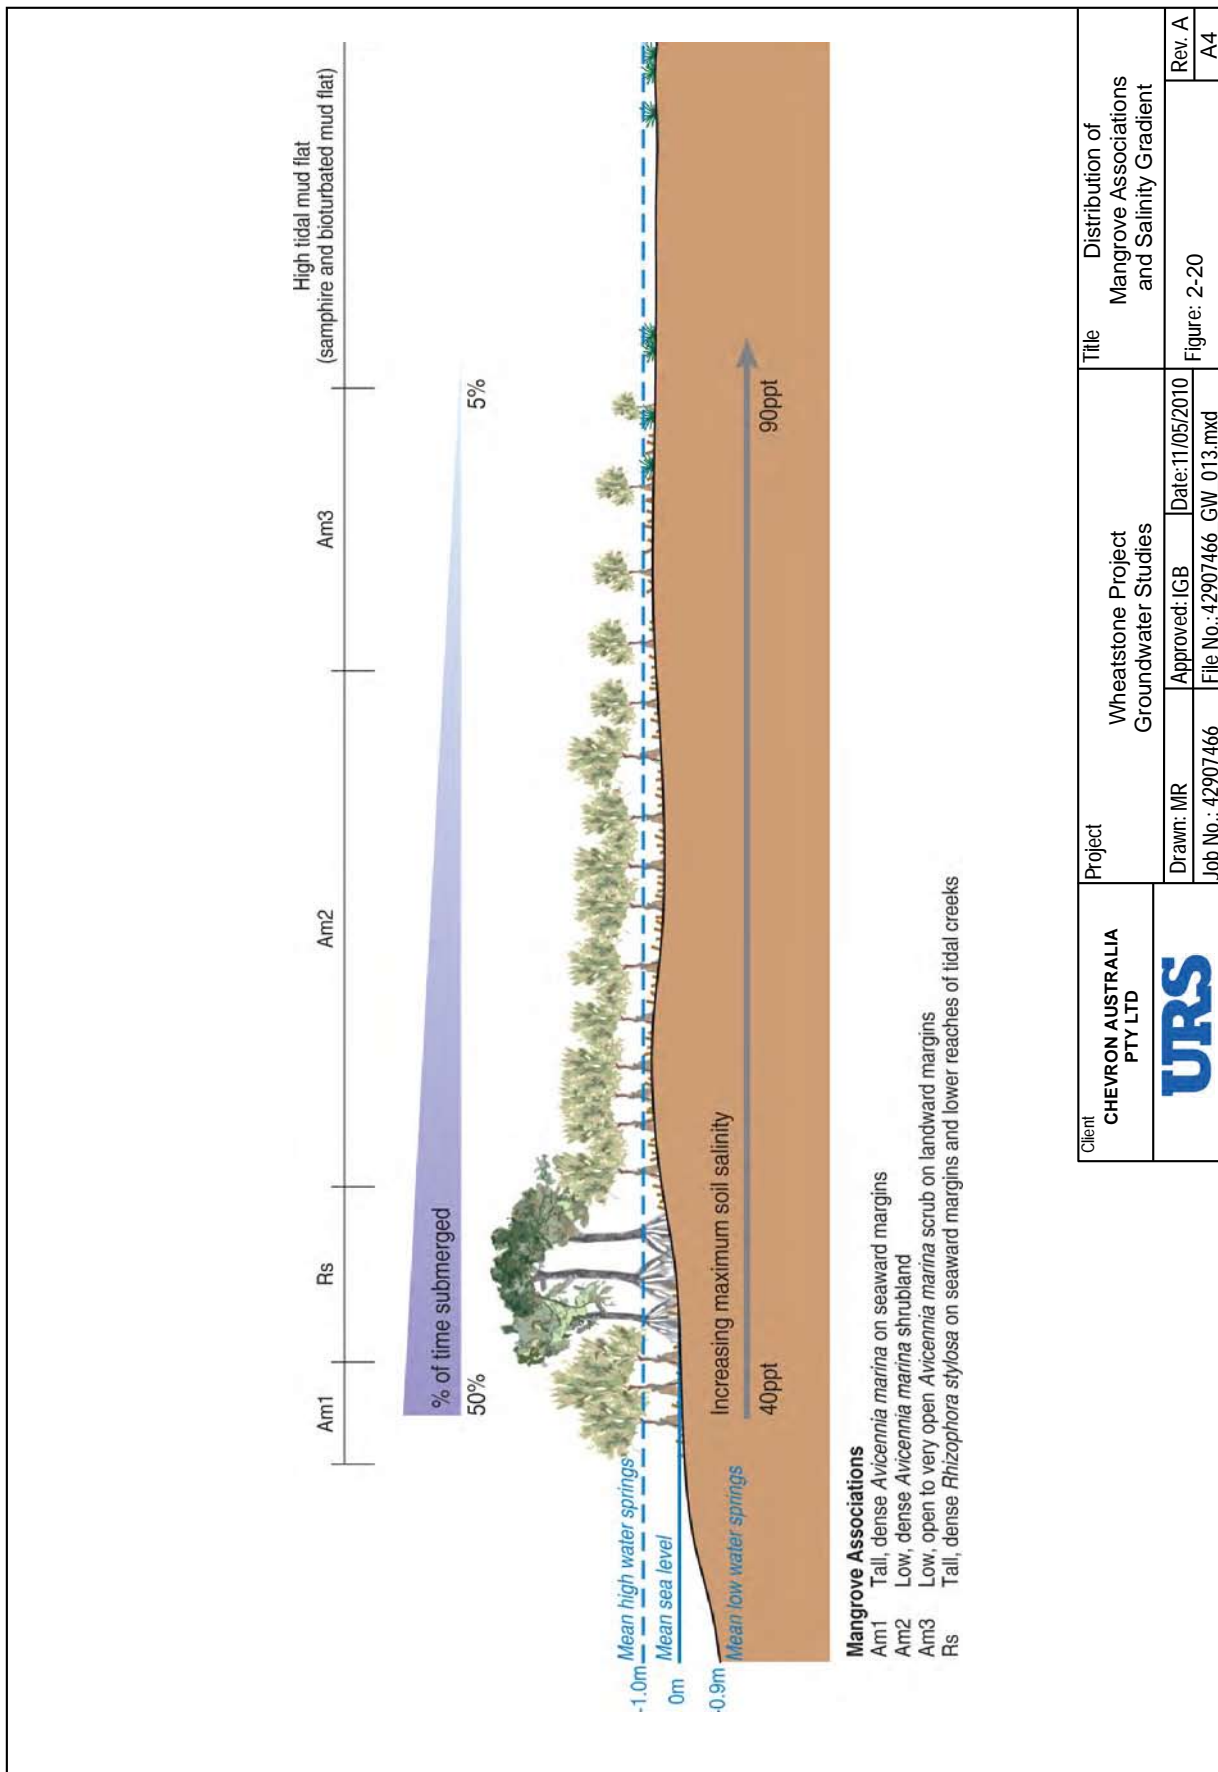 High tidal mud flat
(samphire and bioturbated mud flat)
Am1
Rs
Am2
Am3
% of time submerged
50%
5%
Mean high water springs
-1.0m
Mean sea level
0m
Mean low water springs
-0.9m
Increasing maximum soil salinity
40ppt
90ppt
Mangrove Associations
Am1 Tall, dense Avicennia marina on seaward margins
Am2 Low, dense Avicennia marina shrubland
Am3 Low, open to very open Avicennia marina scrub on landward margins
Rs Tall, dense Rhizophora stylosa on seaward margins and lower reaches of tidal creeks
Client
CHEVRON AUSTRALIA
PTY LTD
URS
Project
Wheatstone Project
Groundwater Studies
Drawn: MR
Approved: IGB
Date: 11/05/2010
Job No.: 42907466
File No.: 42907466_GW_013.mxd
Title
Distribution of
Mangrove Associations
and Salinity Gradient
Figure: 2-20
Rev. A
A4